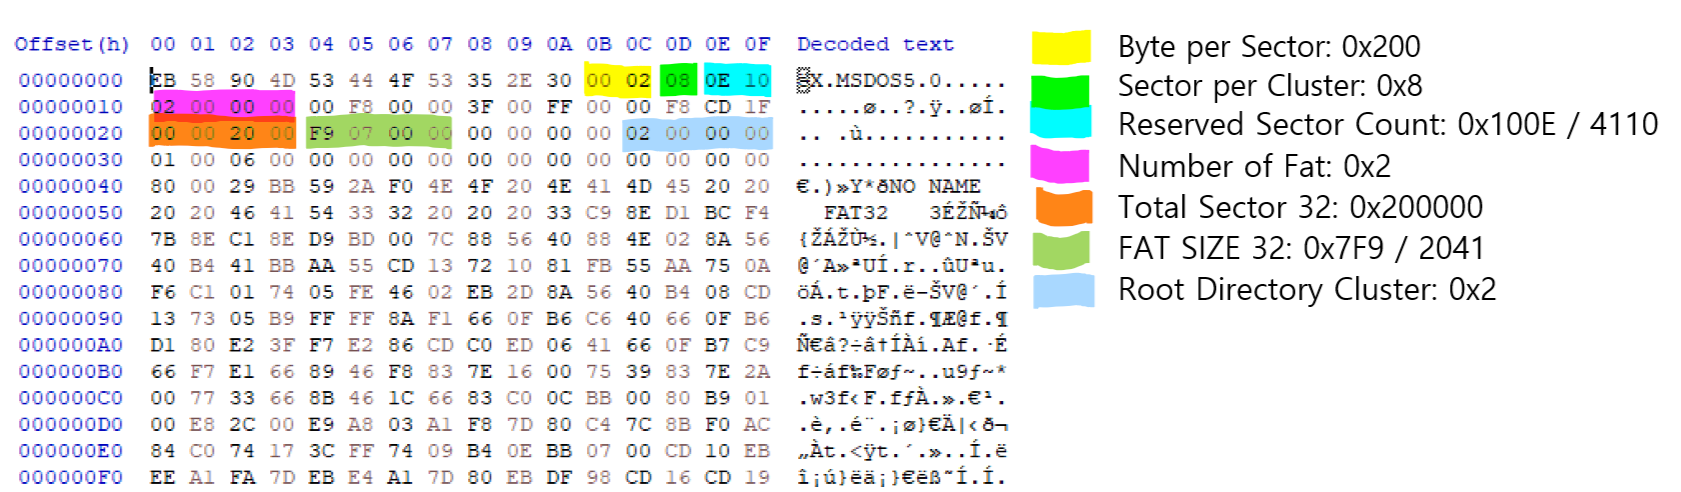 Offset(h) 00 01 02 03 04 05 06 07 08 09 0A 0B 0C 0D 0E 0F Decoded text
00000000 EB 58 90 4D 53 44 4F 53 35 2E 30 00 02 08 0E 10 X.MSDOS5.0.....
00000010 02 00 00 00 00 F8 00 00 3F 00 FF 00 00 F8 CD 1F .....ø..?.ÿ..øÍ.
00000020 00 00 20 00 F9 07 00 00 00 00 00 00 02 00 00 00 .. .ù...........
00000030 01 00 06 00 00 00 00 00 00 00 00 00 00 00 00 00 ................
00000040 80 00 29 BB 59 2A F0 4E 4F 20 4E 41 4D 45 20 20 €.)»Y*ðNO NAME
00000050 20 20 46 41 54 33 32 20 20 20 33 C9 8E D1 BC F4 FAT32   3ÉŽÑ¼ô
00000060 7B 8E C1 8E D9 BD 00 7C 88 56 40 88 4E 02 8A 56 {ŽÁŽÙ½.|ˆV@ˆN.ŠV
00000070 40 B4 41 BB AA 55 CD 13 72 10 81 FB 55 AA 75 0A @´A»ªUÍ.r..ûUªu.
00000080 F6 C1 01 74 05 FE 46 02 EB 2D 8A 56 40 B4 08 CD öÁ.t.þF.ë-ŠV@´.Í
00000090 13 73 05 B9 FF FF 8A F1 66 0F B6 C6 40 66 0F B6 .s.¹ÿÿŠñf.¶Æ@f.¶
000000A0 D1 80 E2 3F F7 E2 86 CD C0 ED 06 41 66 0F B7 C9 Ñ€â?÷â†ÍÀí.Af.·É
000000B0 66 F7 E1 66 89 46 F8 83 7E 16 00 75 39 83 7E 2A f÷áf‰Føƒ~..u9ƒ~*
000000C0 00 77 33 66 8B 46 1C 66 83 C0 0C BB 00 80 B9 01 .w3f‹F.fƒÀ.».€¹.
000000D0 00 E8 2C 00 E9 A8 03 A1 F8 7D 80 C4 7C 8B F0 AC .è,.é¨.¡ø}€Ä|‹ð¬
000000E0 84 C0 74 17 3C FF 74 09 B4 0E BB 07 00 CD 10 EB „Àt.<ÿt.´.»..Í.ë
000000F0 EE A1 FA 7D EB E4 A1 7D 80 EB DF 98 CD 16 CD 19 î¡ú}ëä¡}€ëß˜Í.Í.
Byte per Sector: 0x200
Sector per Cluster: 0x8
Reserved Sector Count: 0x100E / 4110
Number of Fat: 0x2
Total Sector 32: 0x200000
FAT SIZE 32: 0x7F9 / 2041
Root Directory Cluster: 0x2